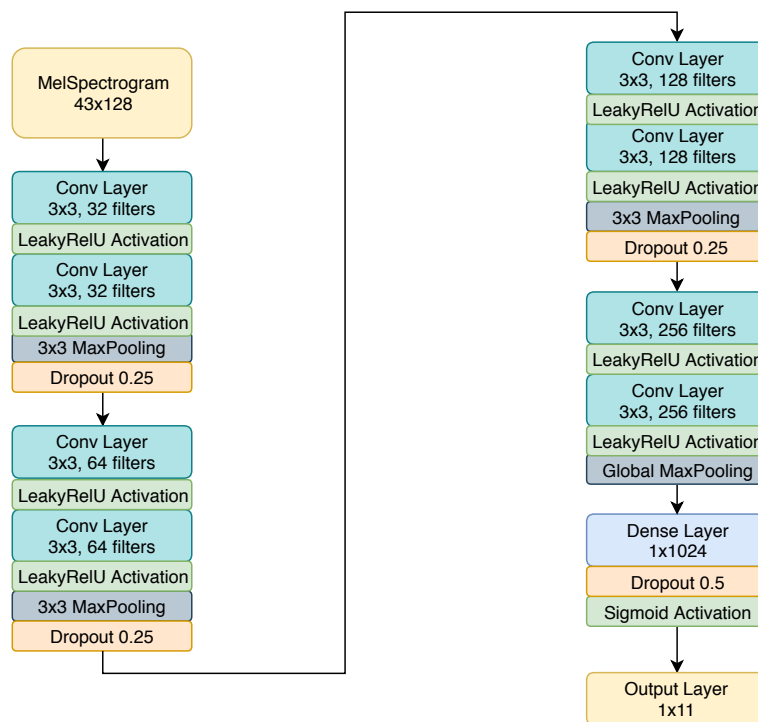 MelSpectrogram
43x128
Conv Layer
3x3, 32 filters
LeakyRelU Activation
Conv Layer
3x3, 32 filters
LeakyRelU Activation
3x3 MaxPooling
Dropout 0.25
Conv Layer
3x3, 64 filters
LeakyRelU Activation
Conv Layer
3x3, 64 filters
LeakyRelU Activation
3x3 MaxPooling
Dropout 0.25
Conv Layer
3x3, 128 filters
LeakyRelU Activation
Conv Layer
3x3, 128 filters
LeakyRelU Activation
3x3 MaxPooling
Dropout 0.25
Conv Layer
3x3, 256 filters
LeakyRelU Activation
Conv Layer
3x3, 256 filters
LeakyRelU Activation
Global MaxPooling
Dense Layer
1x1024
Dropout 0.5
Sigmoid Activation
Output Layer
1x11